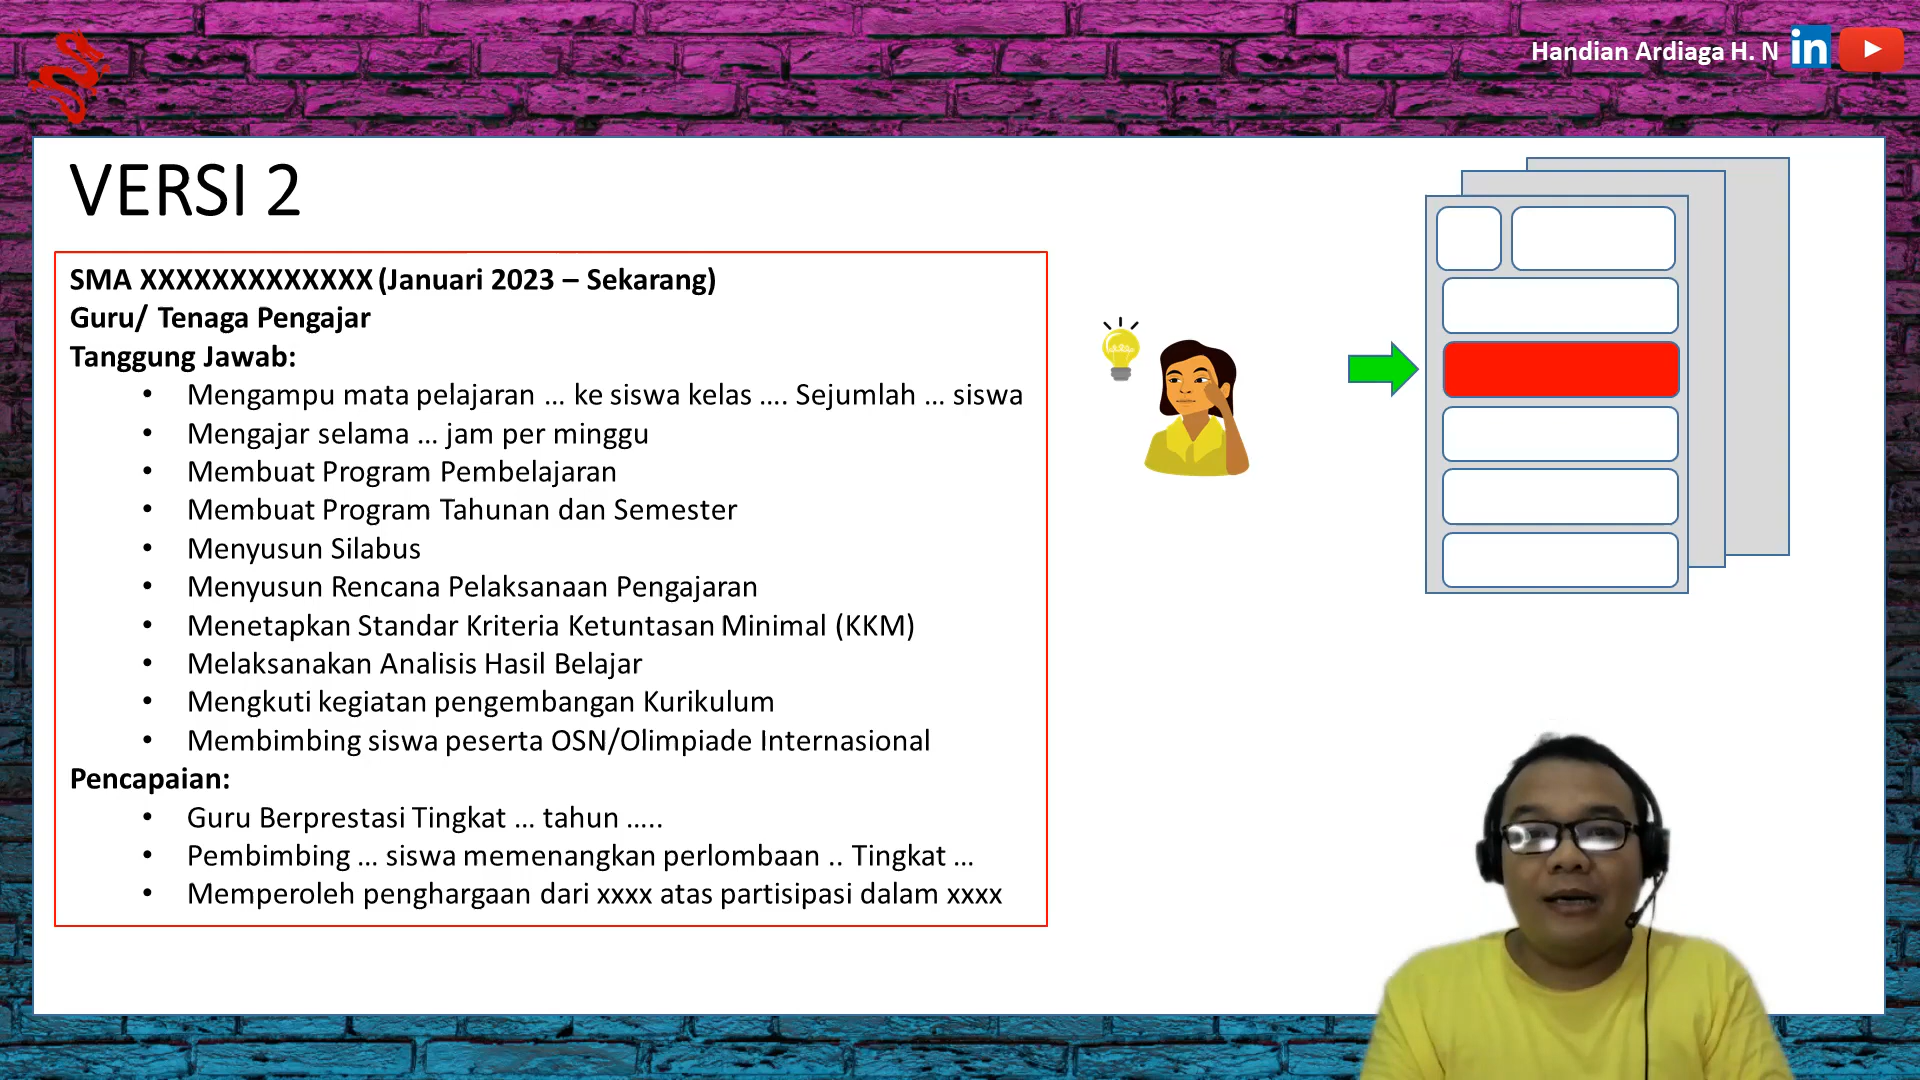 Handian Ardiaga H. N
in
VERSI 2
SMA XXXXXXXXXXXXX (Januari 2023 – Sekarang)
Guru/ Tenaga Pengajar
Tanggung Jawab:
• Mengampu mata pelajaran ... ke siswa kelas .... Sejumlah ... siswa
• Mengajar selama ... jam per minggu
• Membuat Program Pembelajaran
• Membuat Program Tahunan dan Semester
• Menyusun Silabus
• Menyusun Rencana Pelaksanaan Pengajaran
• Menetapkan Standar Kriteria Ketuntasan Minimal (KKM)
• Melaksanakan Analisis Hasil Belajar
• Mengkuti kegiatan pengembangan Kurikulum
• Membimbing siswa peserta OSN/Olimpiade Internasional
Pencapaian:
• Guru Berprestasi Tingkat ... tahun .....
• Pembimbing ... siswa memenangkan perlombaan .. Tingkat ...
• Memperoleh penghargaan dari xxxx atas partisipasi dalam xxxx